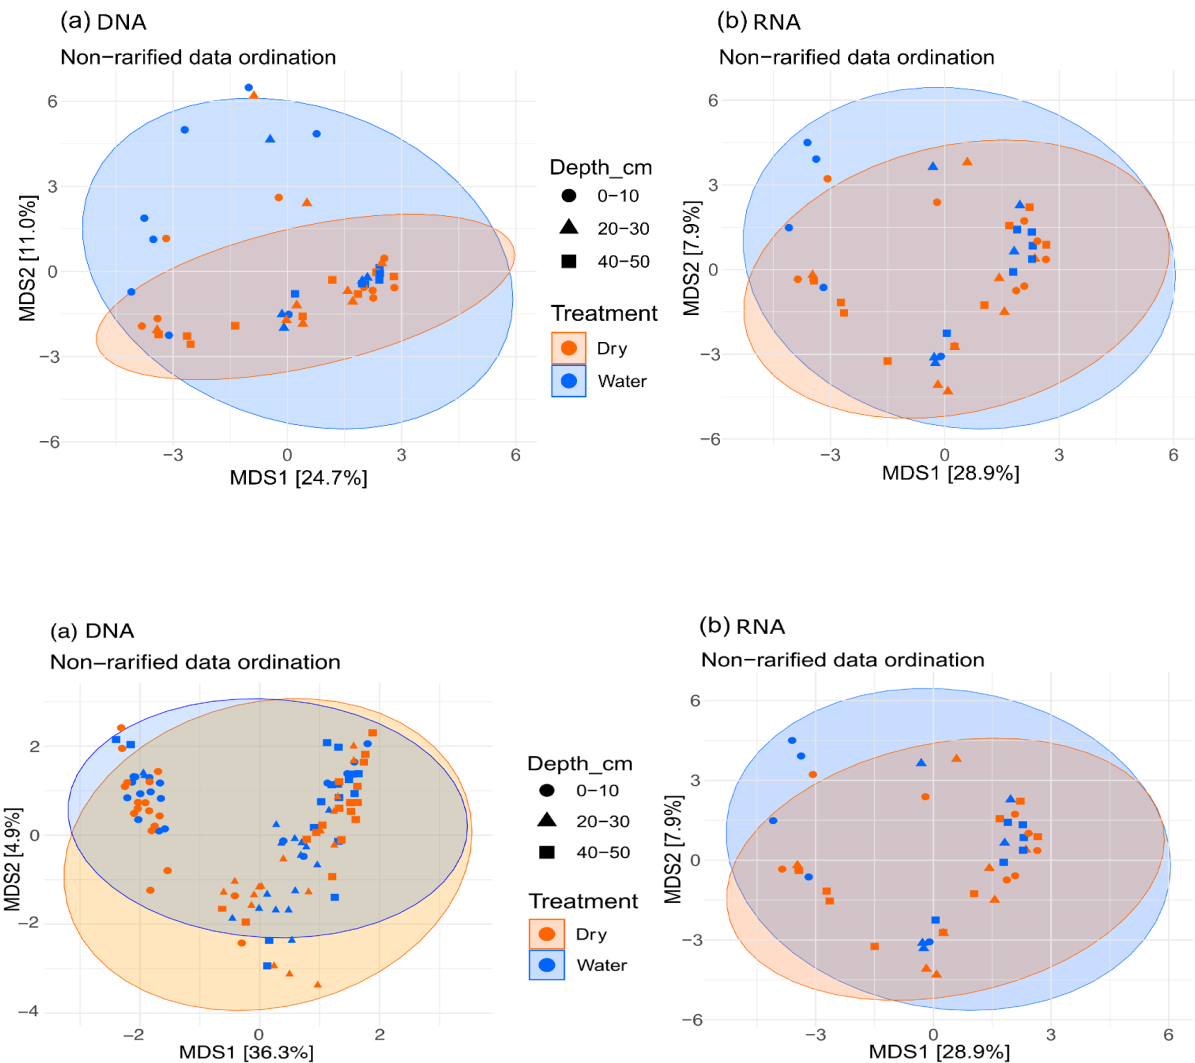 (a) DNA
Non−rarified data ordination
6
3
0
−3
−6
MDS2 [11.0%]
−3
0
3
6
MDS1 [24.7%]
Depth_cm
0−10
20−30
40−50
Treatment
Dry
Water
(b) RNA
Non−rarified data ordination
6
3
0
−3
−6
MDS2 [7.9%]
−3
0
3
6
MDS1 [28.9%]
(a) DNA
Non−rarified data ordination
2
0
−2
−4
MDS2 [4.9%]
−2
0
2
MDS1 [36.3%]
Depth_cm
0−10
20−30
40−50
Treatment
Dry
Water
(b) RNA
Non−rarified data ordination
6
3
0
−3
−6
MDS2 [7.9%]
−3
0
3
6
MDS1 [28.9%]